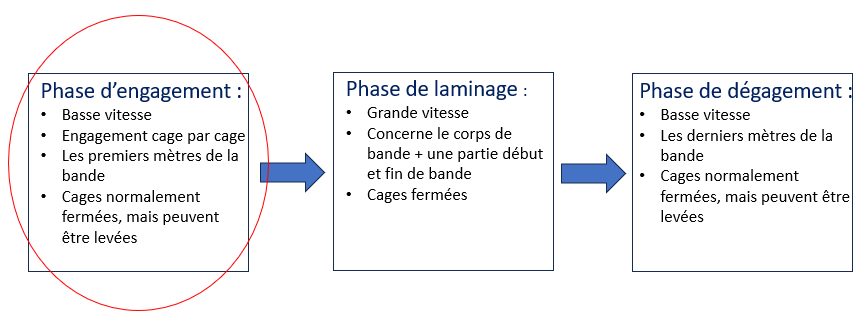 Phase d’engagement :
• Basse vitesse
• Engagement cage par cage
• Les premiers mètres de la
bande
• Cages normalement
fermées, mais peuvent
être levées
Phase de laminage :
• Grande vitesse
• Concerne le corps de
bande + une partie début
et fin de bande
• Cages fermées
Phase de dégagement :
• Basse vitesse
• Les derniers mètres de la
bande
• Cages normalement
fermées, mais peuvent être
levées